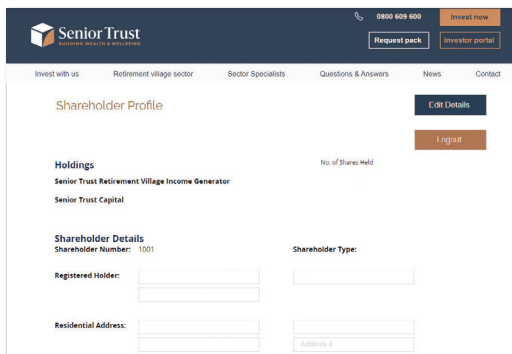 Senior Trust
BUILDING WEALTH & WELLBEING
0800 609 600
Invest now
Request pack
Investor portal
Invest with us
Retirement village sector
Sector Specialists
Questions & Answers
News
Contact
Shareholder Profile
Edit Details
Logout
Holdings
No. of Shares Held
Senior Trust Retirement Village Income Generator
Senior Trust Capital
Shareholder Details
Shareholder Number: 1001
Shareholder Type:
Registered Holder:
Residential Address:
Address 4